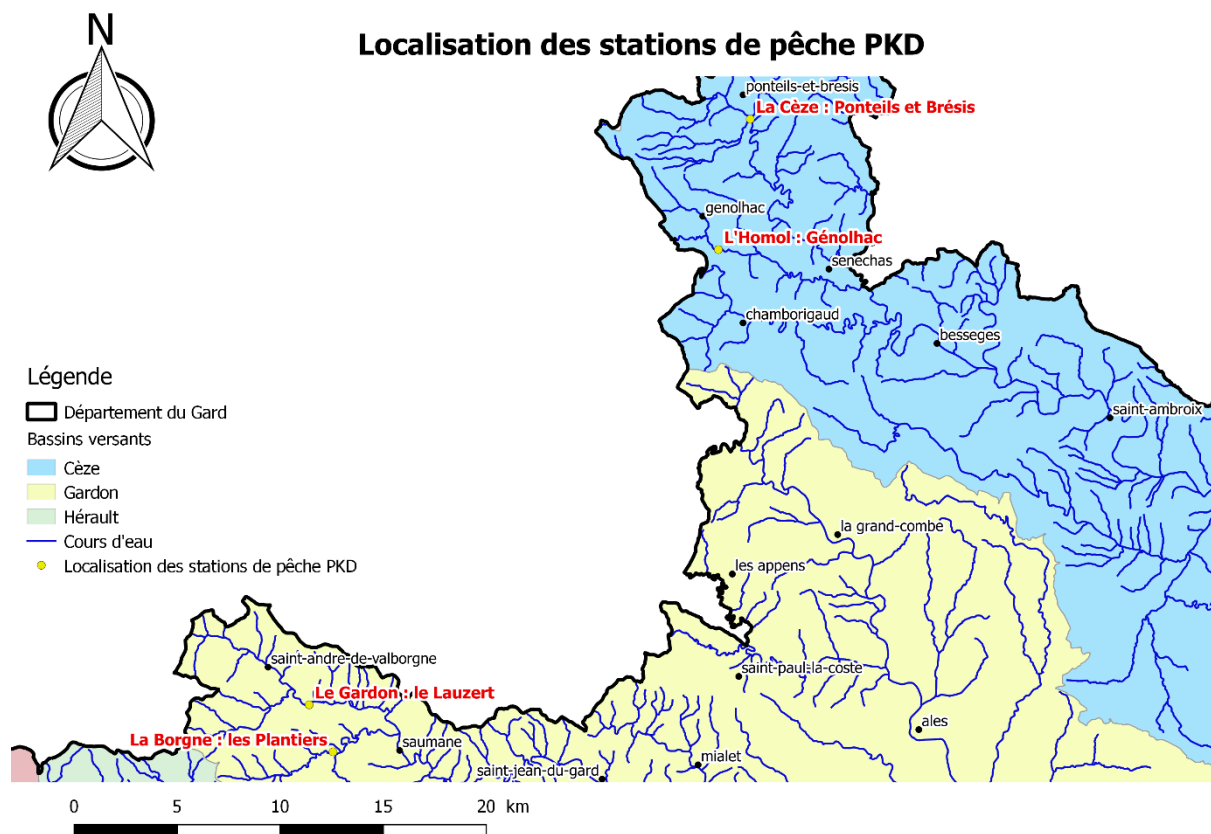 N
Localisation des stations de pêche PKD
ponteils-et-brésis
La Cèze : Ponteils et Brésis
genolhac
L'Homol : Génolhac
senechas
chamborigaud
besseges
saint-ambroix
Légende
Département du Gard
Bassins versants
Cèze
Gardon
Hérault
Cours d'eau
Localisation des stations de pêche PKD
la grand-combe
les appens
saint-andre-de-valborgne
saint-paul-la-coste
Le Gardon : le Lauzert
La Borgne : les Plantiers
saumane
ales
mialet
saint-jean-du-gard
0 5 10 15 20 km